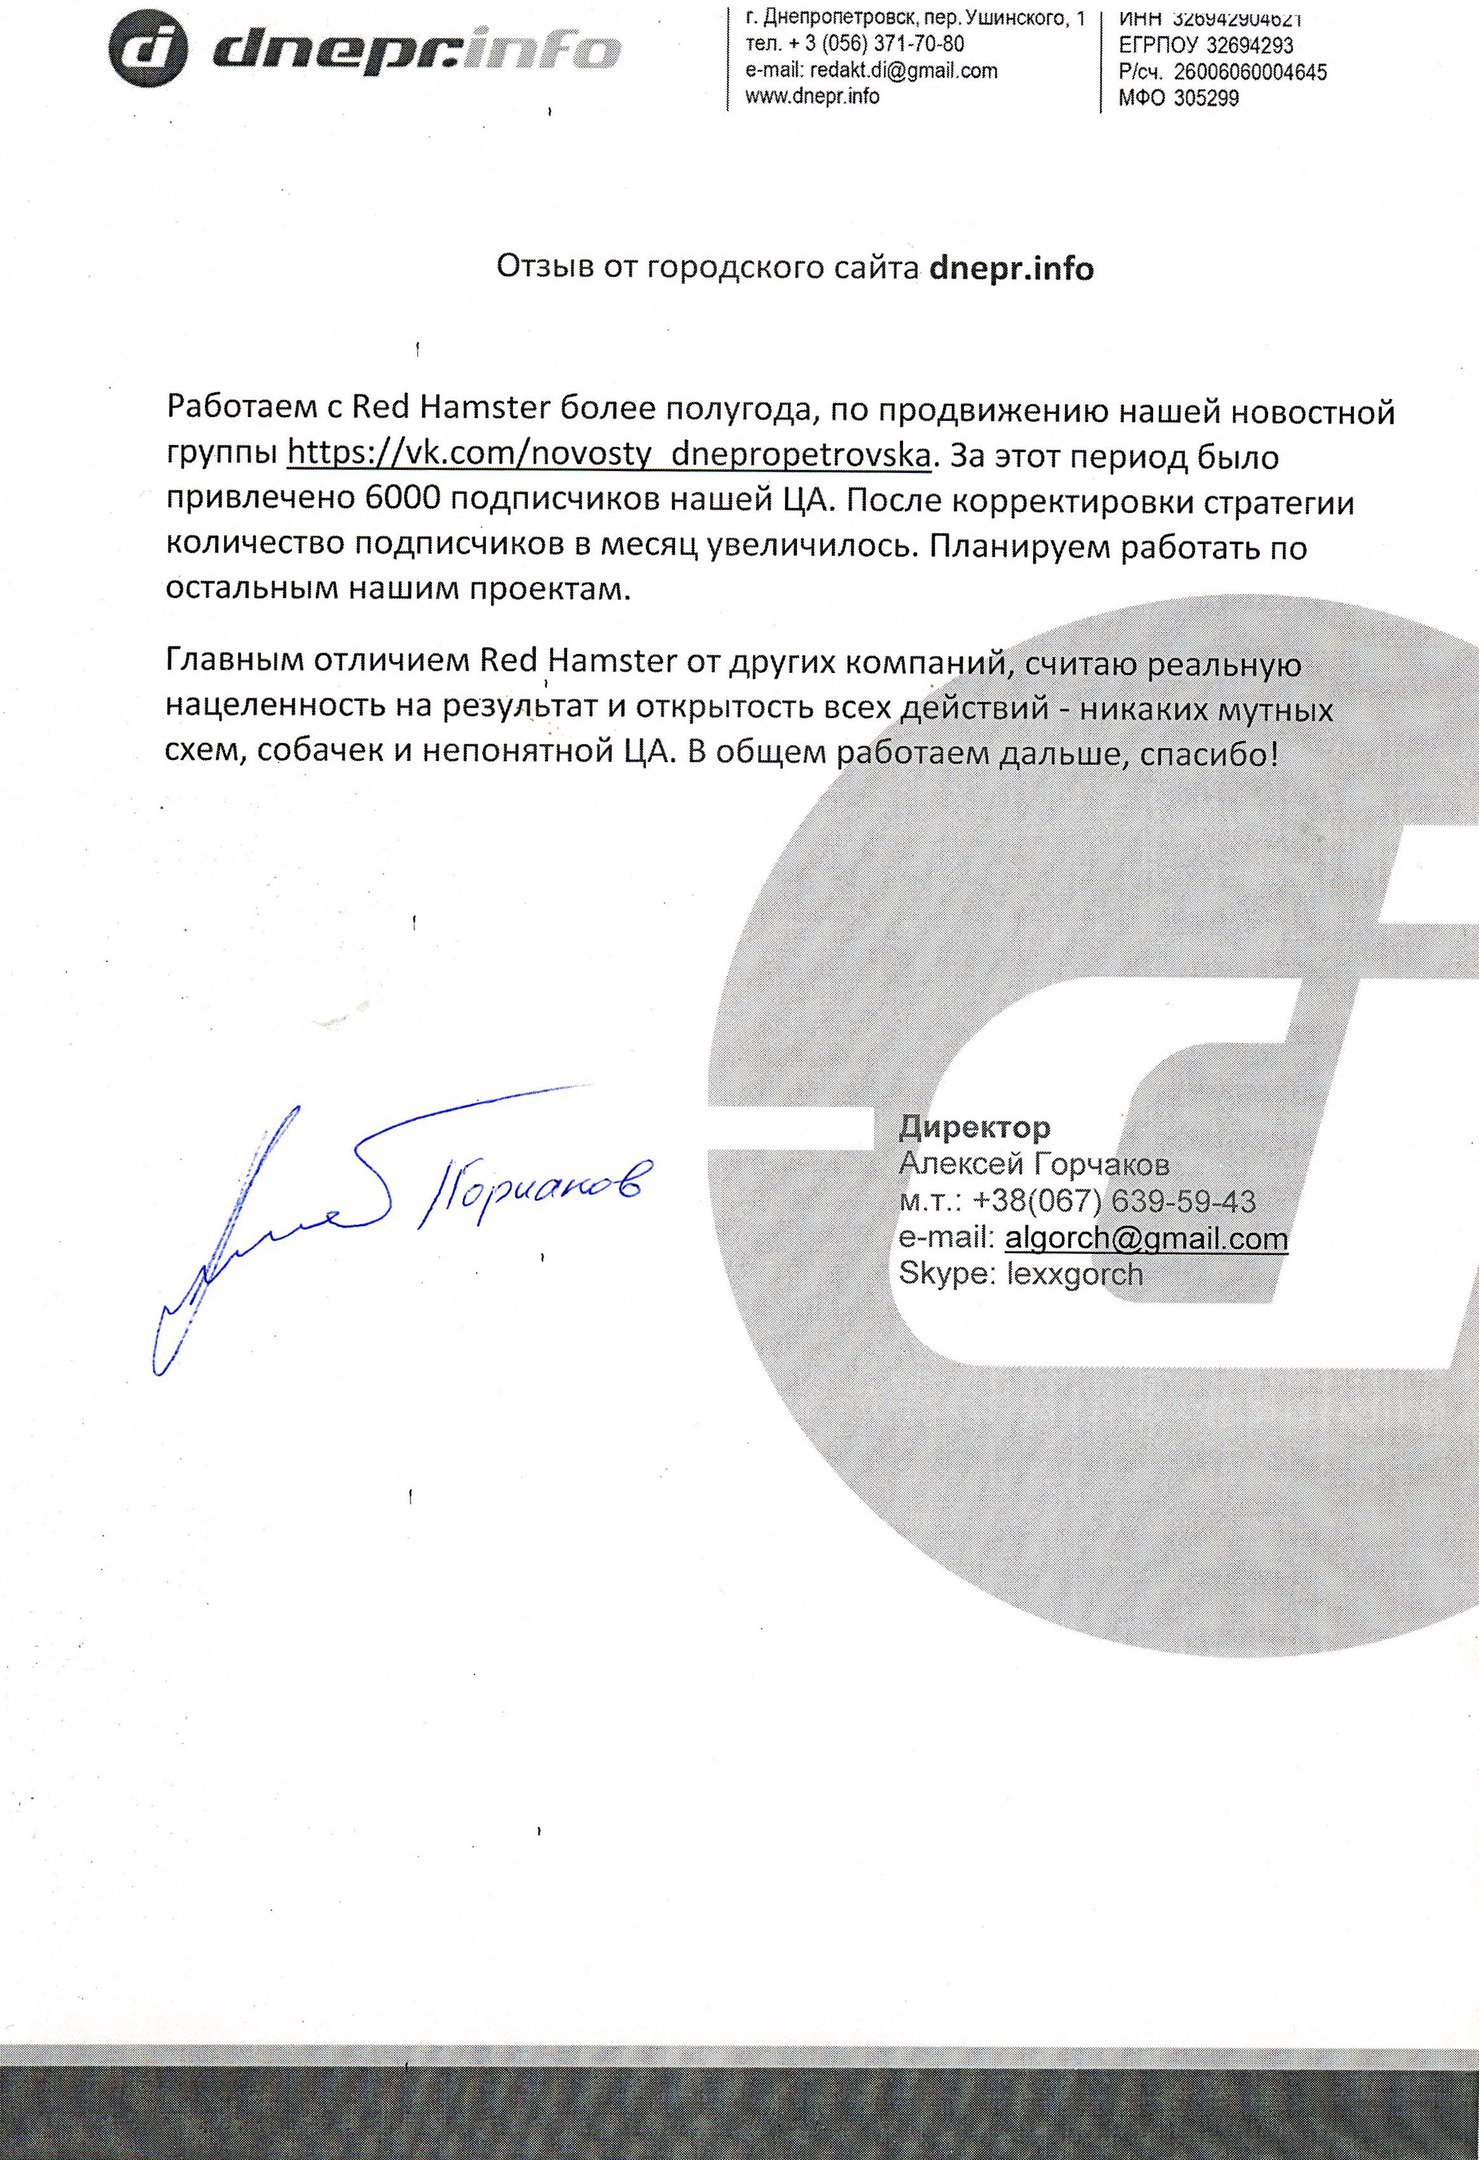 di dnepr.info
г. Днепропетровск, пер. Ушинского, 1
тел. + 3 (056) 371-70-80
e-mail: redakt.di@gmail.com
www.dnepr.info
ИНН 326942904621
ЕГРПОУ 32694293
Р/сч. 26006060004645
МФО 305299
Отзыв от городского сайта dnepr.info
Работаем с Red Hamster более полугода, по продвижению нашей новостной
группы https://vk.com/novosty_dnepropetrovska. За этот период было
привлечено 6000 подписчиков нашей ЦА. После корректировки стратегии
количество подписчиков в месяц увеличилось. Планируем работать по
остальным нашим проектам.
Главным отличием Red Hamster от других компаний, считаю реальную
нацеленность на результат и открытость всех действий - никаких мутных
схем, собачек и непонятной ЦА. В общем работаем дальше, спасибо!
Директор
Алексей Горчаков
м.т.: +38(067) 639-59-43
e-mail: algorch@gmail.com
Skype: lexxgorch
Горчаков